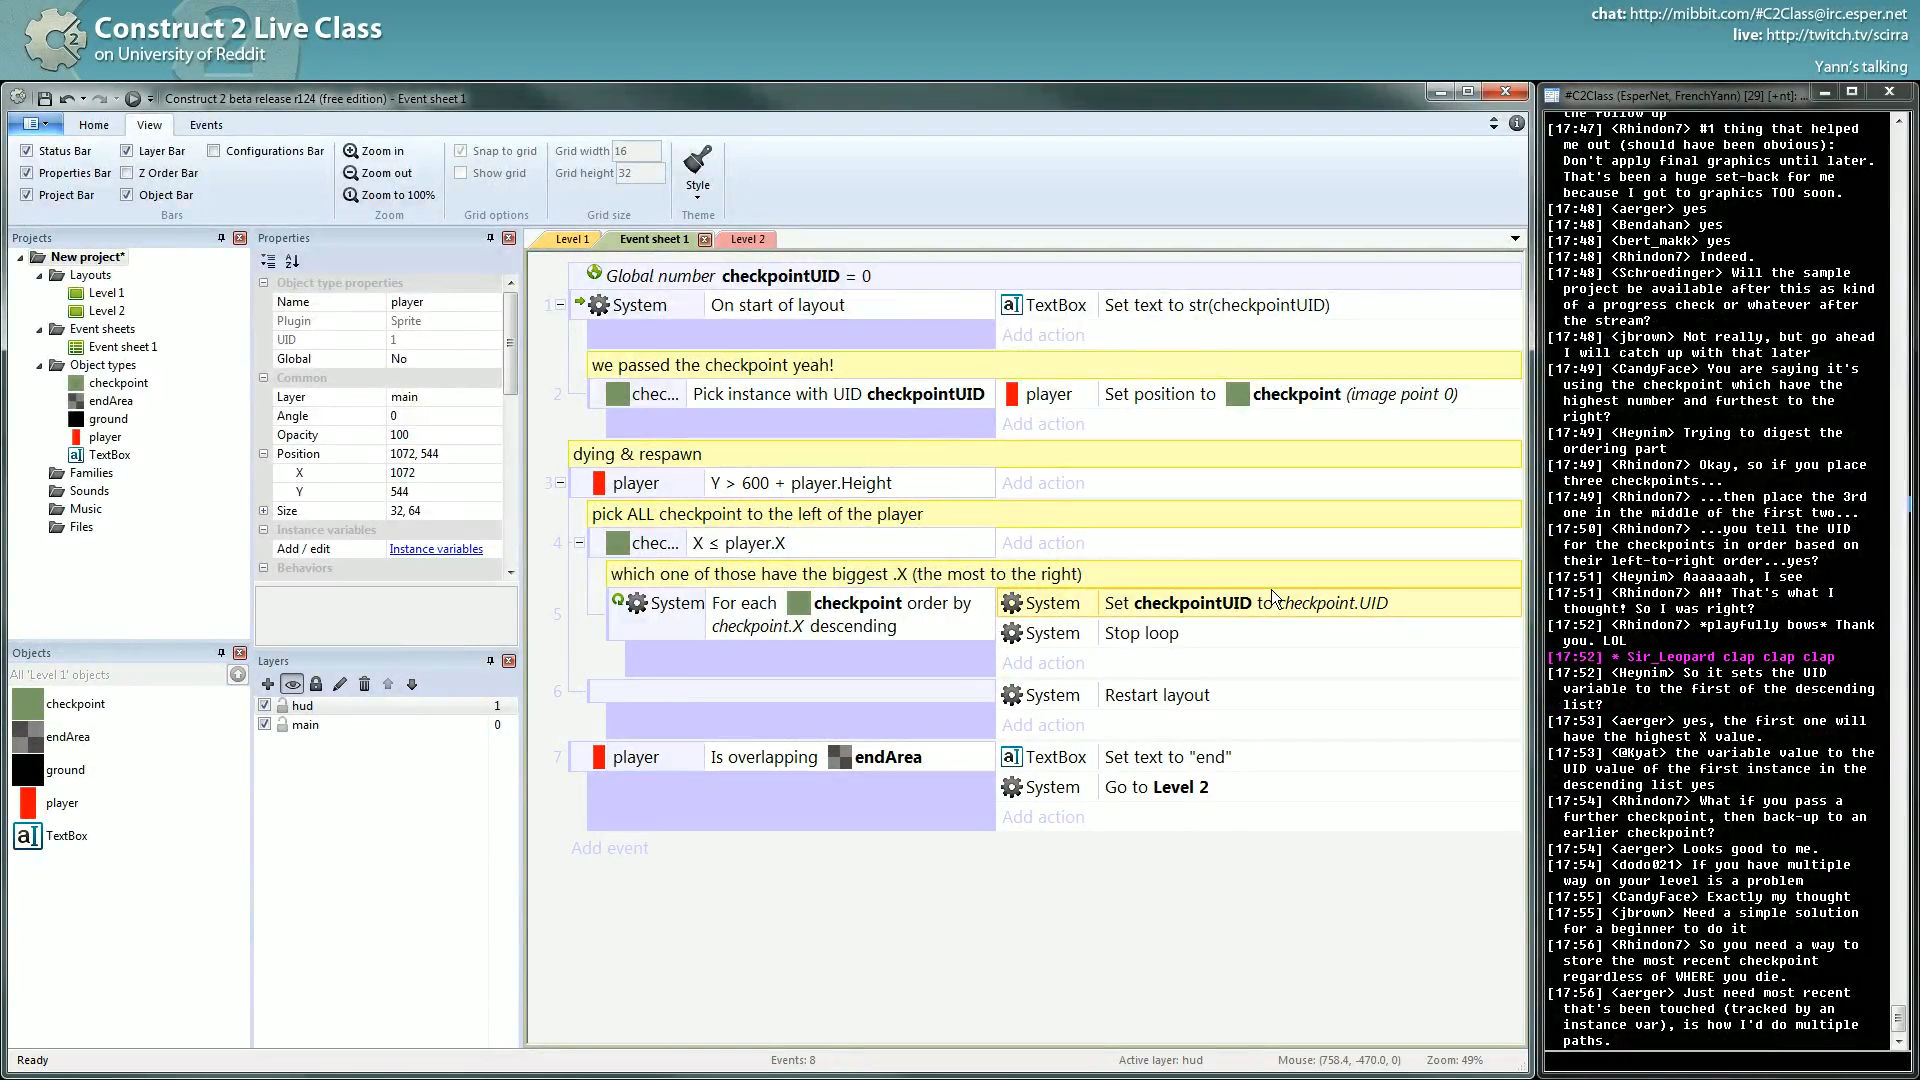 Construct 2 Live Class
on University of Reddit
chat: http://mibbit.com/#C2Class@irc.esper.net
live: http://twitch.tv/scirra
Yann's talking
Construct 2 beta release r124 (free edition) - Event sheet 1
Home View Events
Status Bar Layer Bar Configurations Bar
Properties Bar Z Order Bar
Project Bar Object Bar
Bars
Zoom in
Zoom out
Zoom to 100%
Zoom
Snap to grid
Show grid
Grid options
Grid width 16
Grid height 32
Grid size
Style
Theme
Projects
New project*
Layouts
Level 1
Level 2
Event sheets
Event sheet 1
Object types
checkpoint
endArea
ground
player
TextBox
Families
Sounds
Music
Files
Objects
All 'Level 1' objects
checkpoint
endArea
ground
player
TextBox
Properties
Object type properties
Name player
Plugin Sprite
UID 1
Global No
Common
Layer main
Angle 0
Opacity 100
Position 1072, 544
X 1072
Y 544
Size 32, 64
Instance variables
Add / edit Instance variables
Behaviors
Layers
hud 1
main 0
Level 1 Event sheet 1 Level 2
Global number checkpointUID = 0
1 System On start of layout TextBox Set text to str(checkpointUID)
Add action
we passed the checkpoint yeah!
2 chec... Pick instance with UID checkpointUID player Set position to checkpoint (image point 0)
Add action
dying & respawn
3 player Y > 600 + player.Height Add action
pick ALL checkpoint to the left of the player
4 chec... X ≤ player.X Add action
which one of those have the biggest .X (the most to the right)
5 System For each checkpoint order by checkpoint.X descending System Set checkpointUID to checkpoint.UID
System Stop loop
Add action
6 System Restart layout
Add action
7 player Is overlapping endArea TextBox Set text to "end"
System Go to Level 2
Add action
Add event
Ready Events: 8 Active layer: hud Mouse: (758.4, -470.0, 0) Zoom: 49%
#C2Class (EsperNet, FrenchYann) [29] [+nt]: ...
the follow up
[17:47] <Rhindon7> #1 thing that helped
me out (should have been obvious):
Don't apply final graphics until later.
That's been a huge set-back for me
because I got to graphics TOO soon.
[17:48] <aerger> yes
[17:48] <Bendahan> yes
[17:48] <bert_makk> yes
[17:48] <Rhindon7> Indeed.
[17:48] <Schroedinger> Will the sample
project be available after this as kind
of a progress check or whatever after
the stream?
[17:48] <jbrown> Not really, but go ahead
I will catch up with that later
[17:49] <CandyFace> You are saying it's
using the checkpoint which have the
highest number and furthest to the
right?
[17:49] <Heynim> Trying to digest the
ordering part
[17:49] <Rhindon7> Okay, so if you place
three checkpoints...
[17:49] <Rhindon7> ...then place the 3rd
one in the middle of the first two...
[17:50] <Rhindon7> ...you tell the UID
for the checkpoints in order based on
their left-to-right order...yes?
[17:51] <Heynim> Aaaaaaah, I see
[17:51] <Rhindon7> AH! That's what I
thought! So I was right?
[17:52] <Rhindon7> *playfully bows* Thank
you. LOL
[17:52] * Sir_Leopard clap clap clap
[17:52] <Heynim> So it sets the UID
variable to the first of the descending
list?
[17:53] <aerger> yes, the first one will
have the highest X value.
[17:53] <@Kyat> the variable value to the
UID value of the first instance in the
descending list yes
[17:54] <Rhindon7> What if you pass a
further checkpoint, then back-up to an
earlier checkpoint?
[17:54] <aerger> Looks good to me.
[17:54] <dodo021> If you have multiple
way on your level is a problem
[17:55] <CandyFace> Exactly my thought
[17:55] <jbrown> Need a simple solution
for a beginner to do it
[17:56] <Rhindon7> So you need a way to
store the most recent checkpoint
regardless of WHERE you die.
[17:56] <aerger> Just need most recent
that's been touched (tracked by an
instance var), is how I'd do multiple
paths.